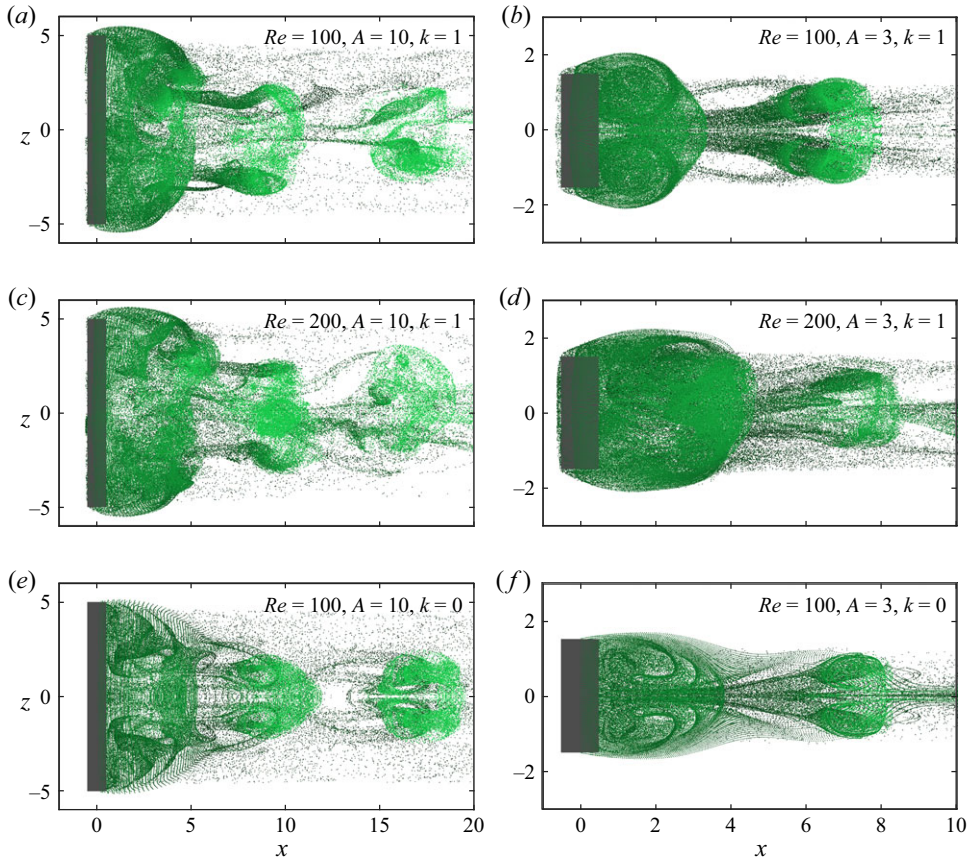 (a)
Re = 100, A = 10, k = 1
5
0
–5
z
(b)
Re = 100, A = 3, k = 1
2
0
–2
(c)
Re = 200, A = 10, k = 1
5
0
–5
z
(d)
Re = 200, A = 3, k = 1
2
0
–2
(e)
Re = 100, A = 10, k = 0
5
0
–5
z
0 5 10 15 20
x
(f)
Re = 100, A = 3, k = 0
2
0
–2
0 2 4 6 8 10
x